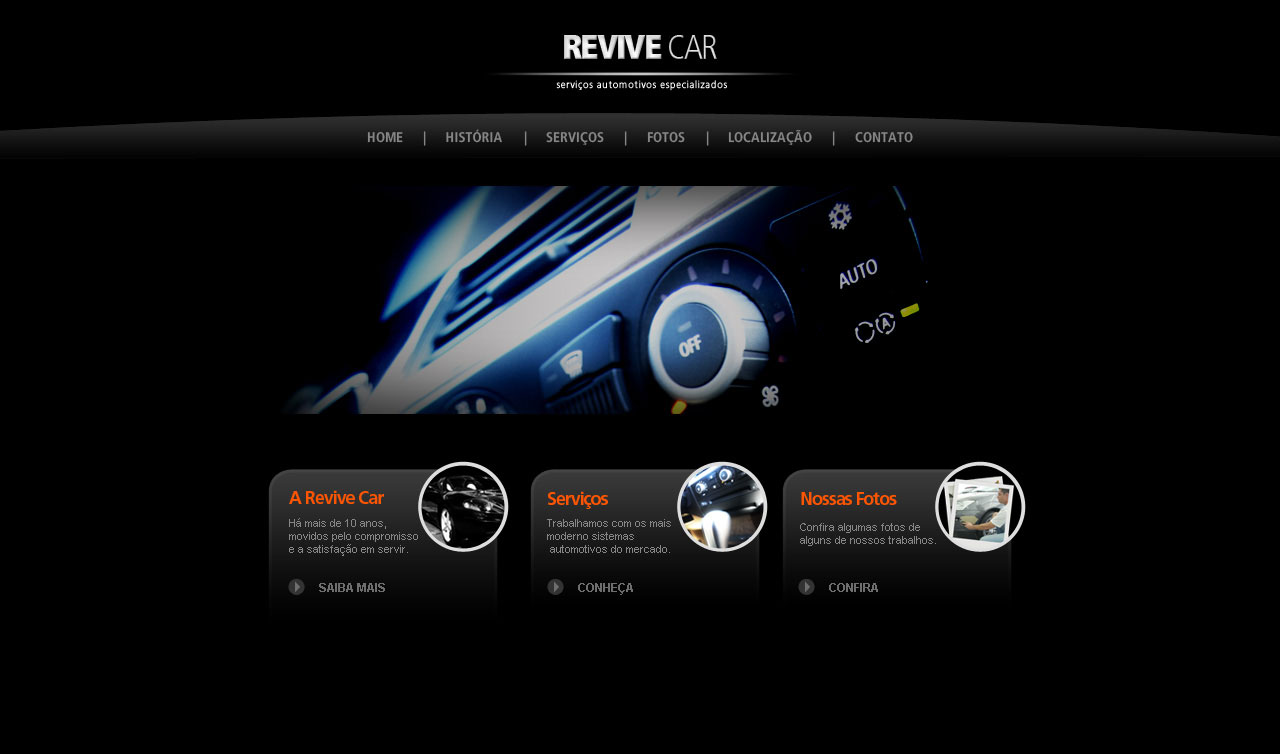 REVIVE CAR
serviços automotivos especializados
HOME | HISTÓRIA | SERVIÇOS | FOTOS | LOCALIZAÇÃO | CONTATO
AUTO
A
OFF
A Revive Car
Há mais de 10 anos,
movidos pelo compromisso
e a satisfação em servir.
SAIBA MAIS
Serviços
Trabalhamos com os mais
moderno sistemas
automotivos do mercado.
CONHEÇA
Nossas Fotos
Confira algumas fotos de
alguns de nossos trabalhos.
CONFIRA